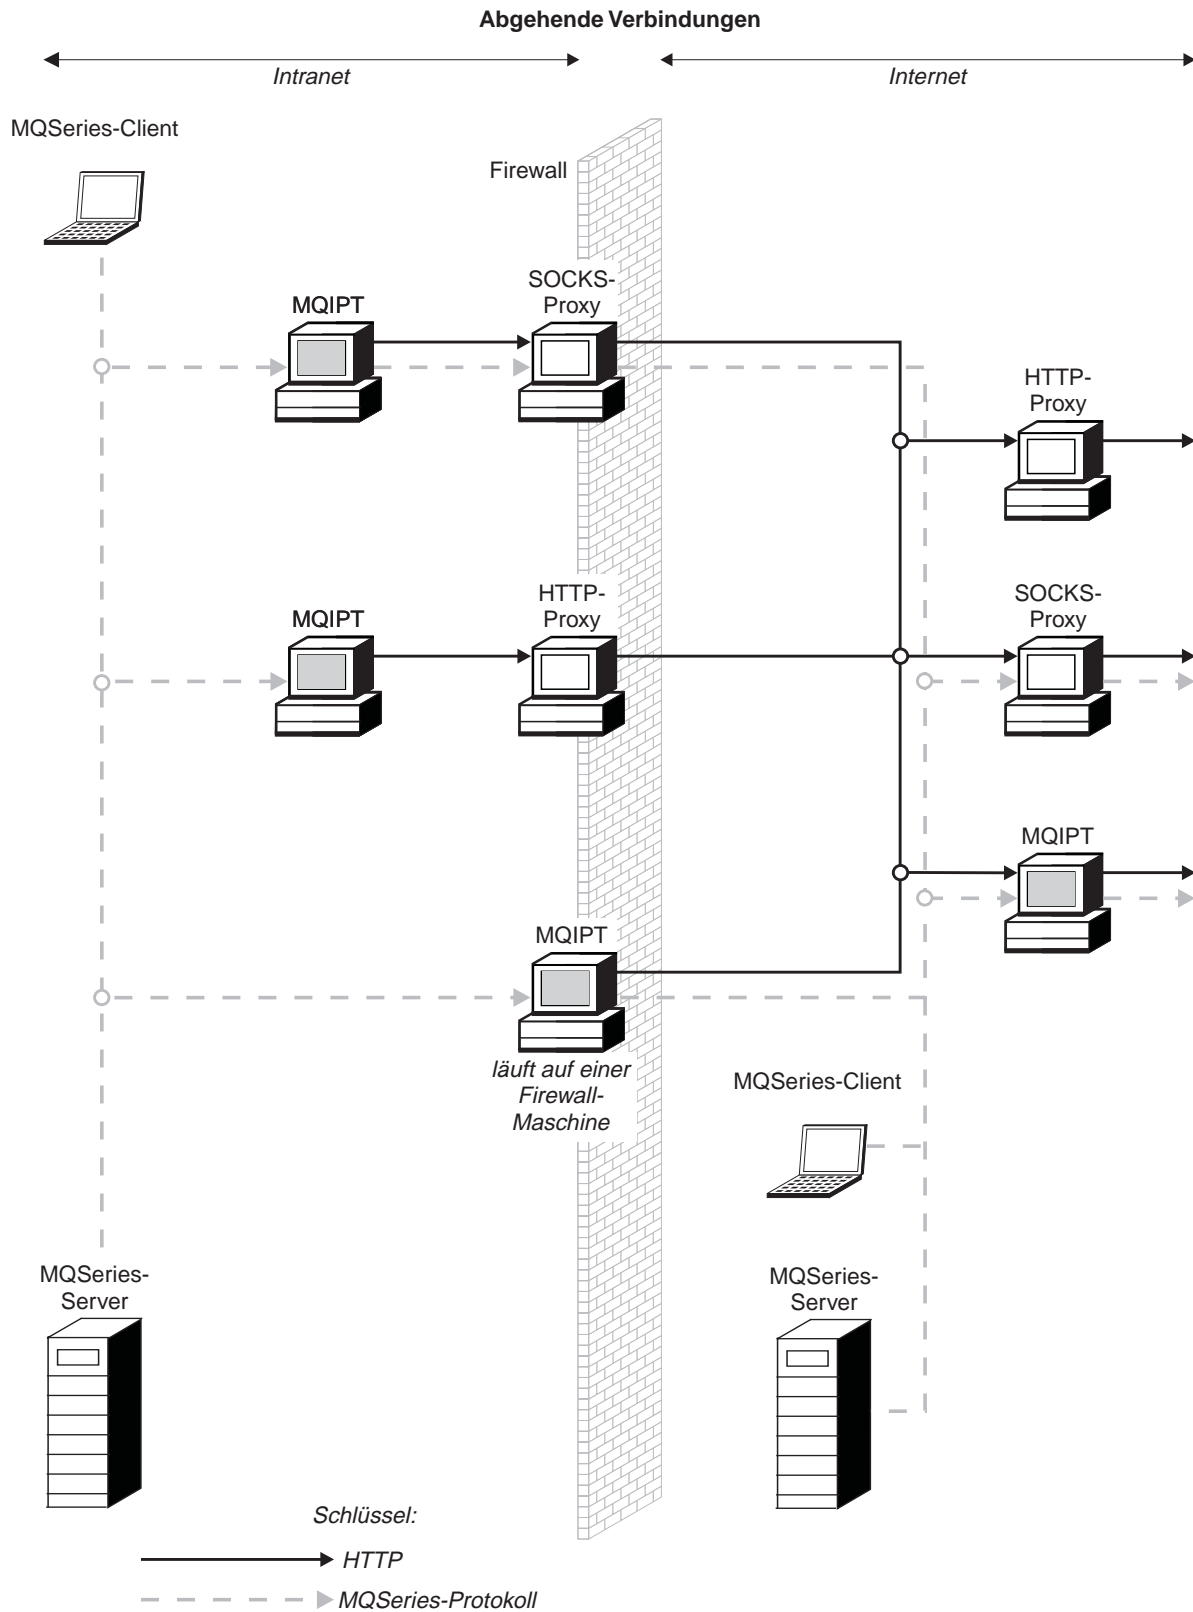 Abgehende Verbindungen
Intranet
Internet
MQSeries-Client
Firewall
SOCKS-
Proxy
MQIPT
HTTP-
Proxy
HTTP-
Proxy
MQIPT
SOCKS-
Proxy
MQIPT
MQIPT
läuft auf einer
Firewall-
Maschine
MQSeries-Client
MQSeries-
Server
MQSeries-
Server
Schlüssel:
HTTP
MQSeries-Protokoll